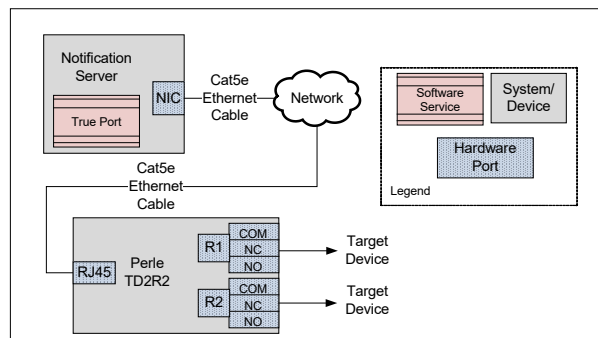 Notification
Server
NIC
True Port
Cat5e
Ethernet
Cable
Network
Software
Service
System/
Device
Hardware
Port
Legend
Cat5e
Ethernet
Cable
RJ45
Perle
TD2R2
R1
COM
NC
NO
Target
Device
R2
COM
NC
NO
Target
Device